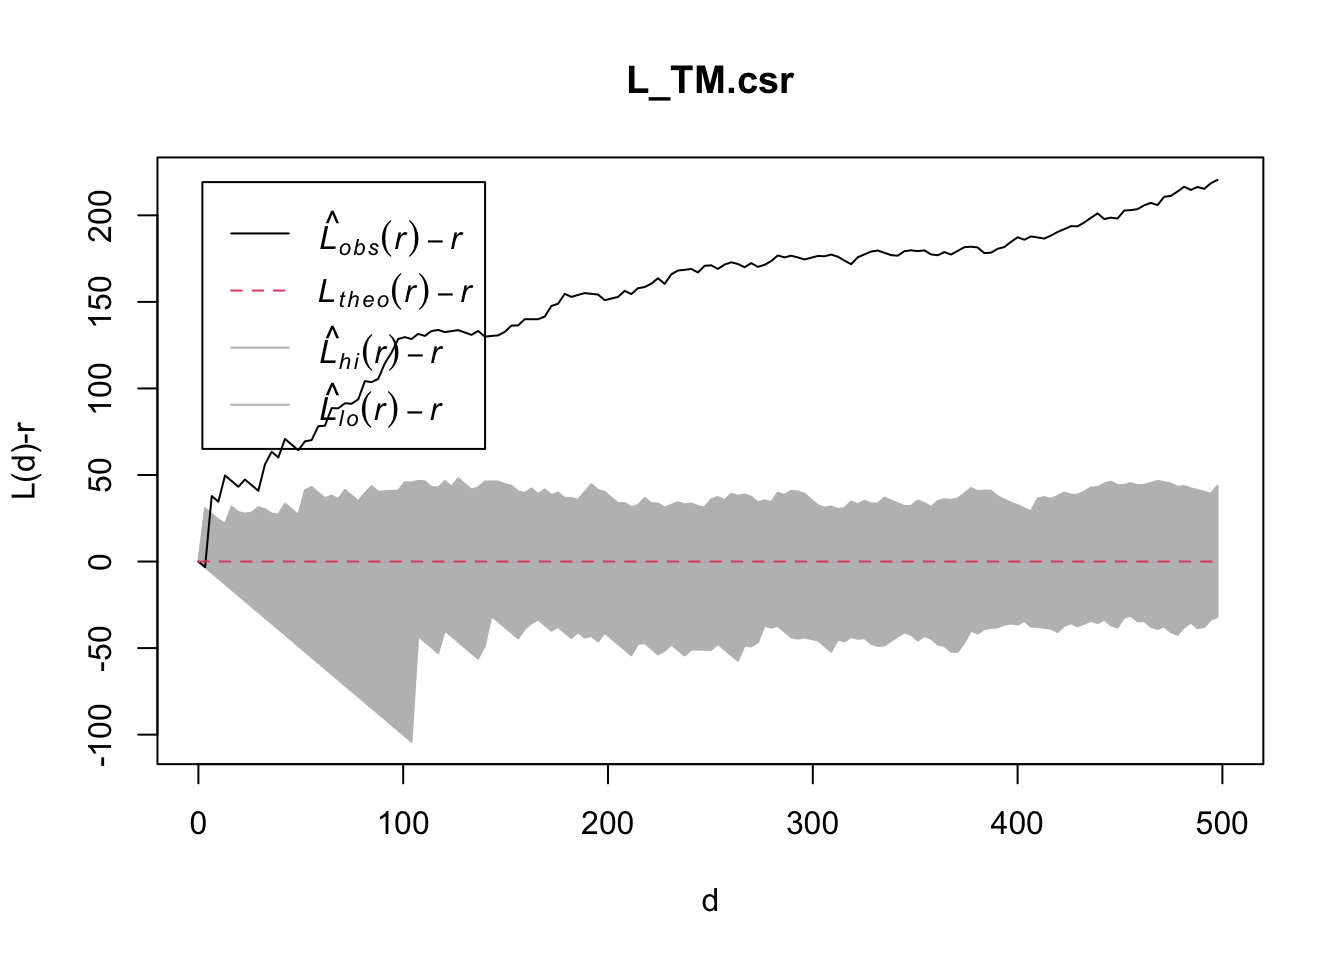 L_TM.csr
L̂obs(r) − r
Ltheo(r) − r
L̂hi(r) − r
L̂lo(r) − r
L(d)-r
200
150
100
50
0
-50
-100
0 100 200 300 400 500
d